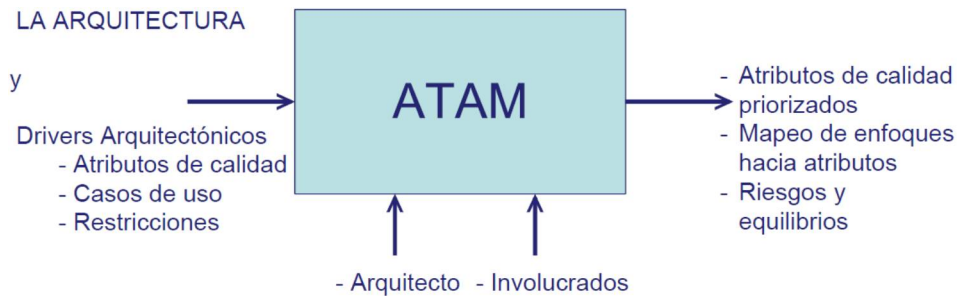 LA ARQUITECTURA
y
Drivers Arquitectónicos
- Atributos de calidad
- Casos de uso
- Restricciones
ATAM
- Arquitecto - Involucrados
- Atributos de calidad
priorizados
- Mapeo de enfoques
hacia atributos
- Riesgos y
equilibrios